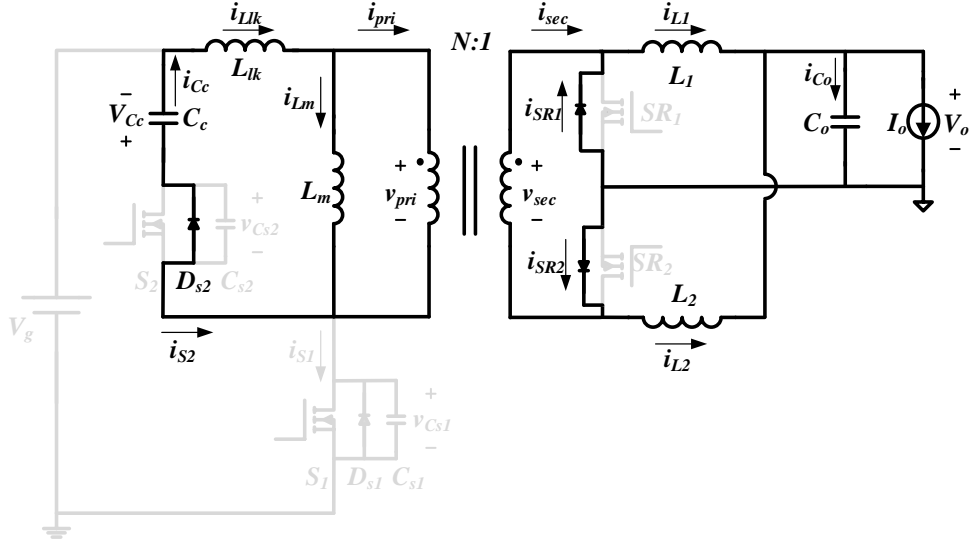 i_Llk i_pri N:1 i_sec i_L1
L_lk L_1
i_Cc i_Lm i_SR1 SR_1 i_Co
− V_Cc + C_c C_o I_o + V_o −
L_m + v_pri − + v_sec −
+ v_Cs2 −
S_2 D_s2 C_s2 i_SR2 SR_2
L_2
V_g i_S2 i_S1 i_L2
+ v_Cs1 −
S_1 D_s1 C_s1